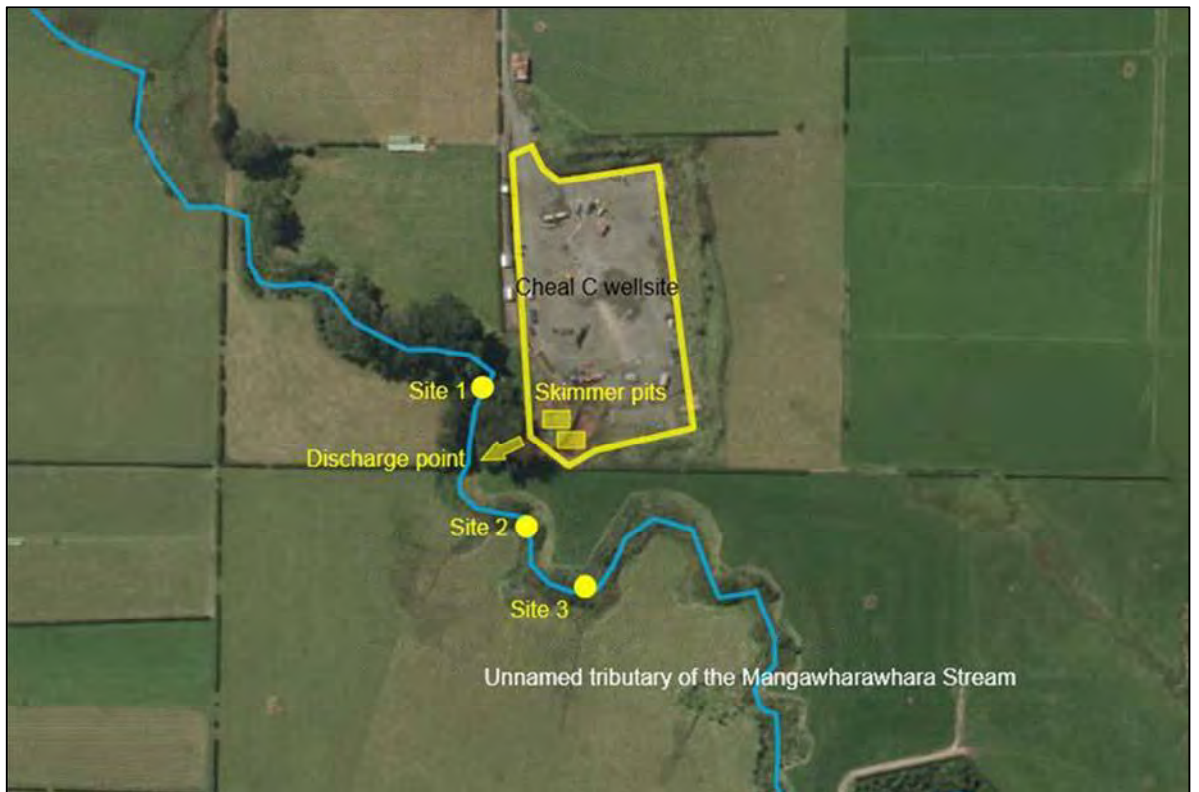 Cheal C wellsite
Site 1
Skimmer pits
Discharge point
Site 2
Site 3
Unnamed tributary of the Mangawharawhara Stream